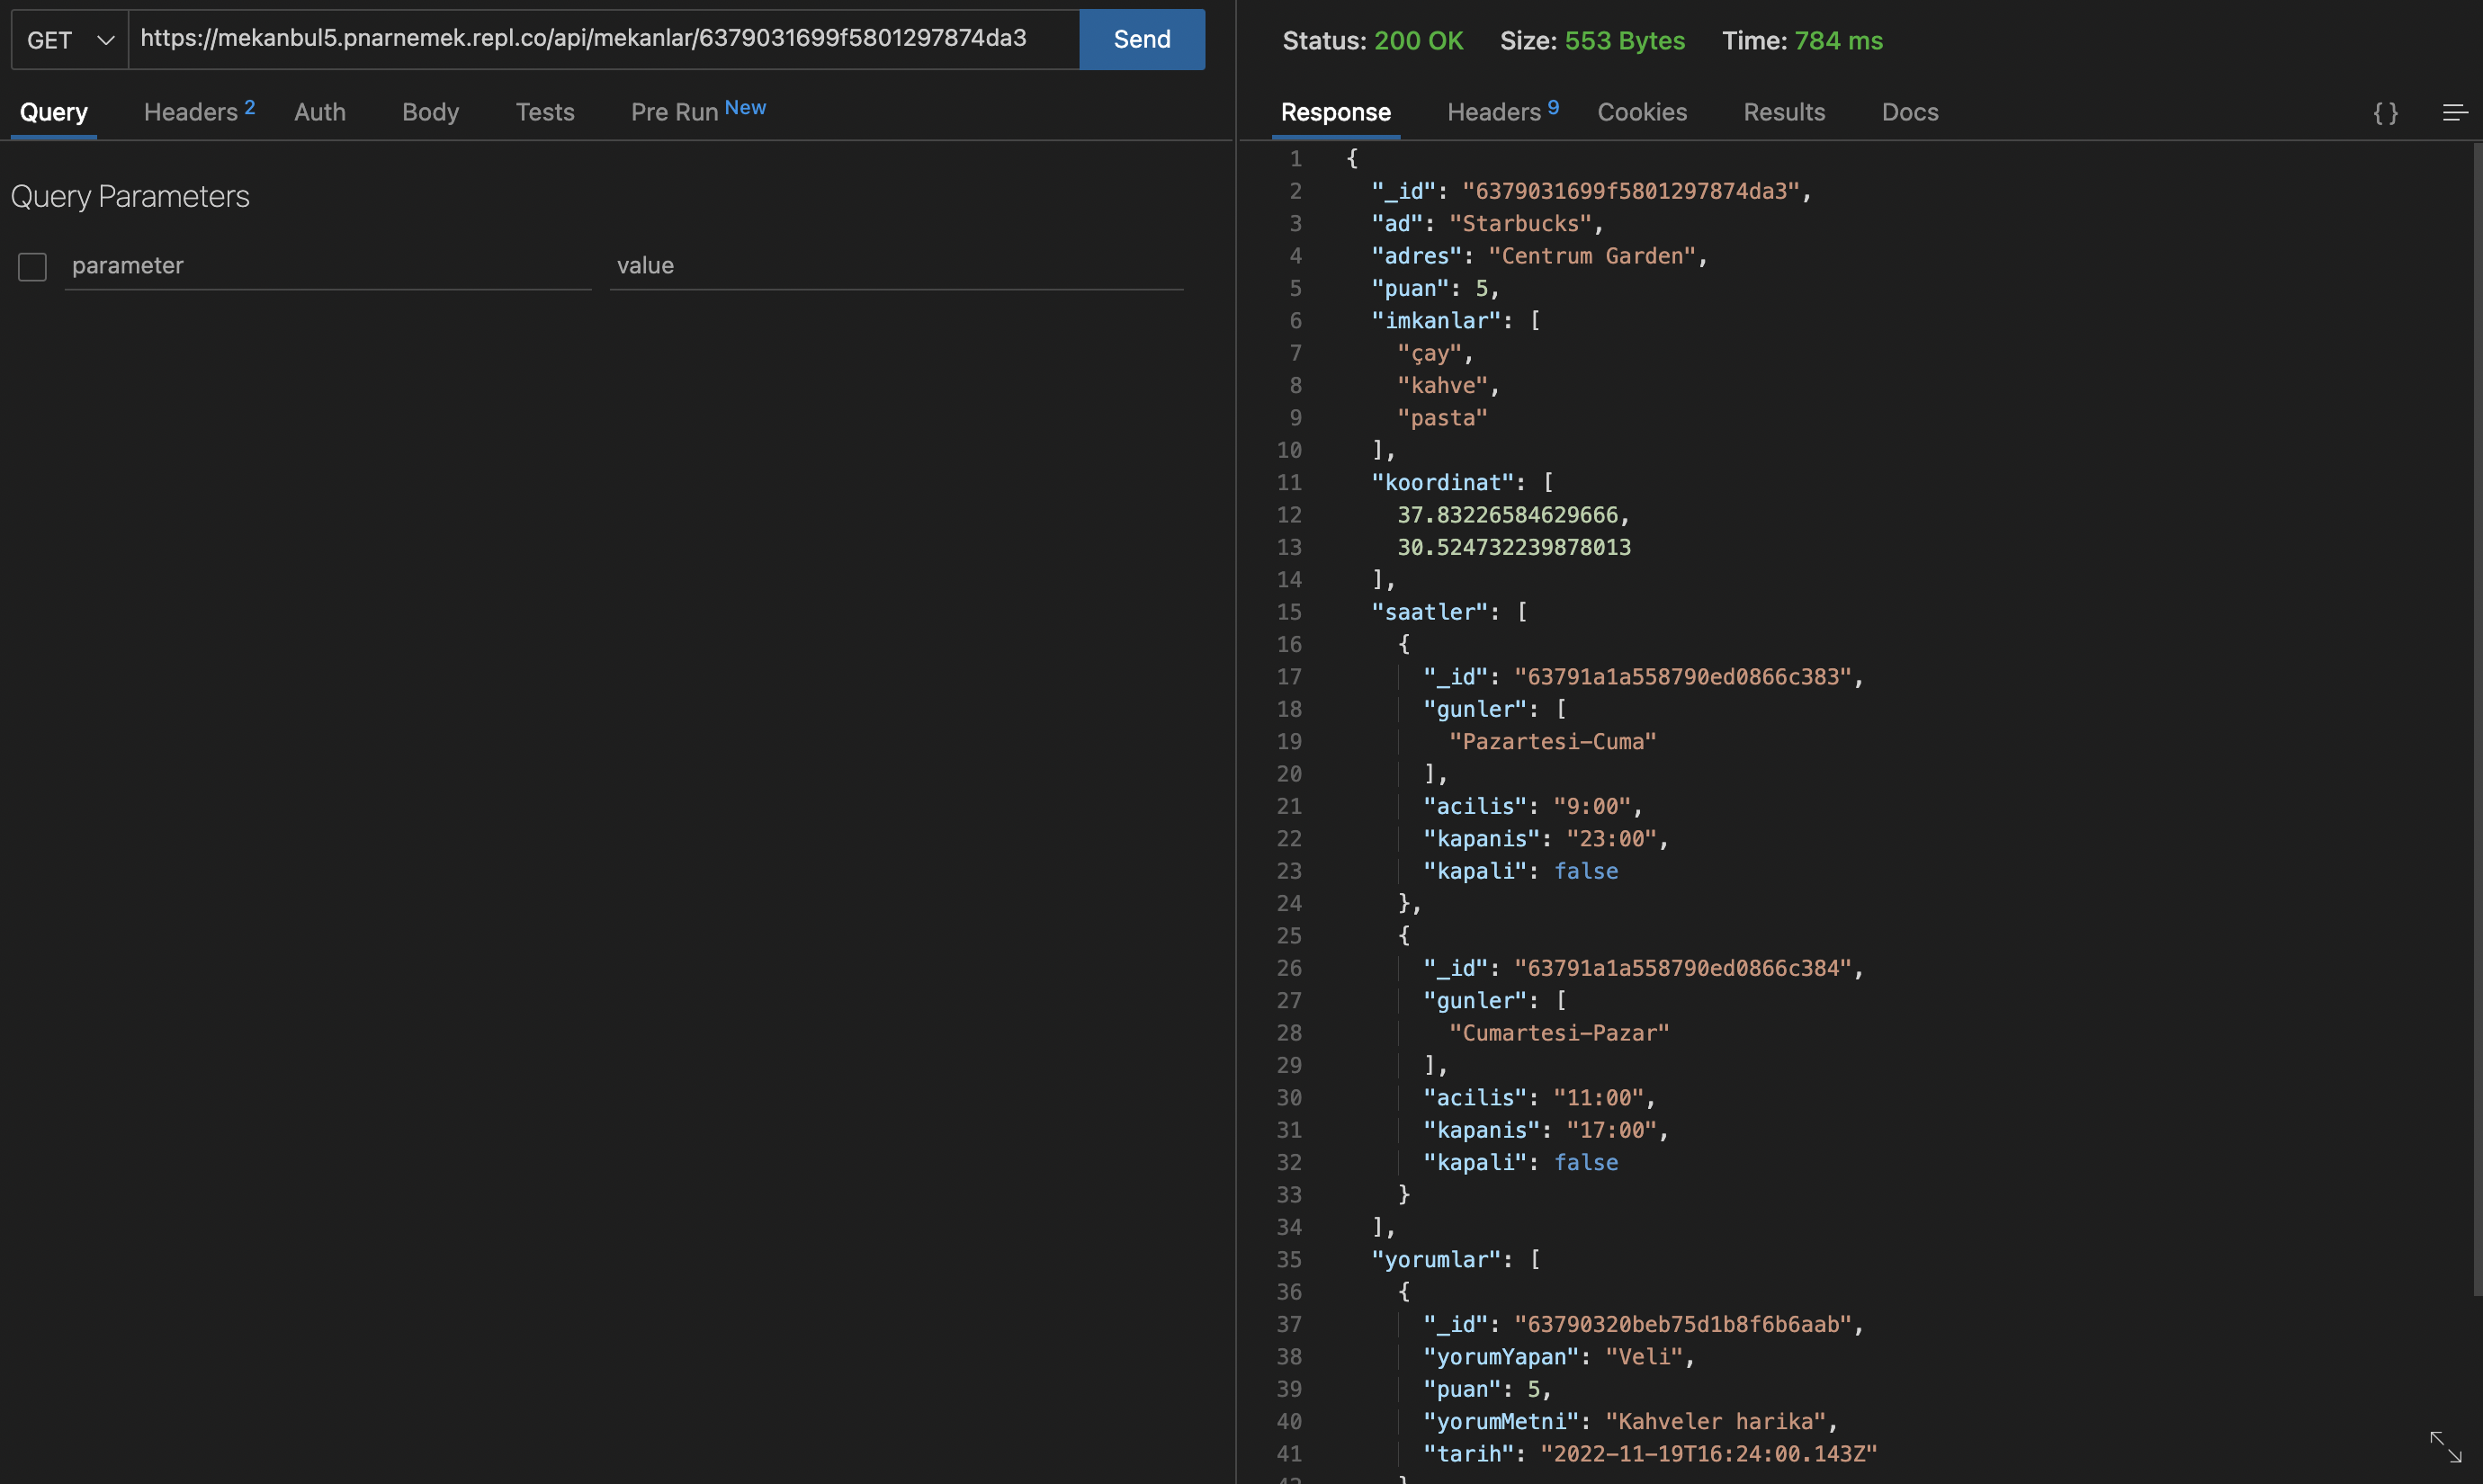 GET https://mekanbul5.pnarnemek.repl.co/api/mekanlar/6379031699f5801297874da3 Send
Query Headers 2 Auth Body Tests Pre Run New
Query Parameters
parameter value
Status: 200 OK Size: 553 Bytes Time: 784 ms
Response Headers 9 Cookies Results Docs { }
1 {
2 "_id": "6379031699f5801297874da3",
3 "ad": "Starbucks",
4 "adres": "Centrum Garden",
5 "puan": 5,
6 "imkanlar": [
7 "çay",
8 "kahve",
9 "pasta"
10 ],
11 "koordinat": [
12 37.83226584629666,
13 30.524732239878013
14 ],
15 "saatler": [
16 {
17 "_id": "63791a1a558790ed0866c383",
18 "gunler": [
19 "Pazartesi-Cuma"
20 ],
21 "acilis": "9:00",
22 "kapanis": "23:00",
23 "kapali": false
24 },
25 {
26 "_id": "63791a1a558790ed0866c384",
27 "gunler": [
28 "Cumartesi-Pazar"
29 ],
30 "acilis": "11:00",
31 "kapanis": "17:00",
32 "kapali": false
33 }
34 ],
35 "yorumlar": [
36 {
37 "_id": "63790320beb75d1b8f6b6aab",
38 "yorumYapan": "Veli",
39 "puan": 5,
40 "yorumMetni": "Kahveler harika",
41 "tarih": "2022-11-19T16:24:00.143Z"